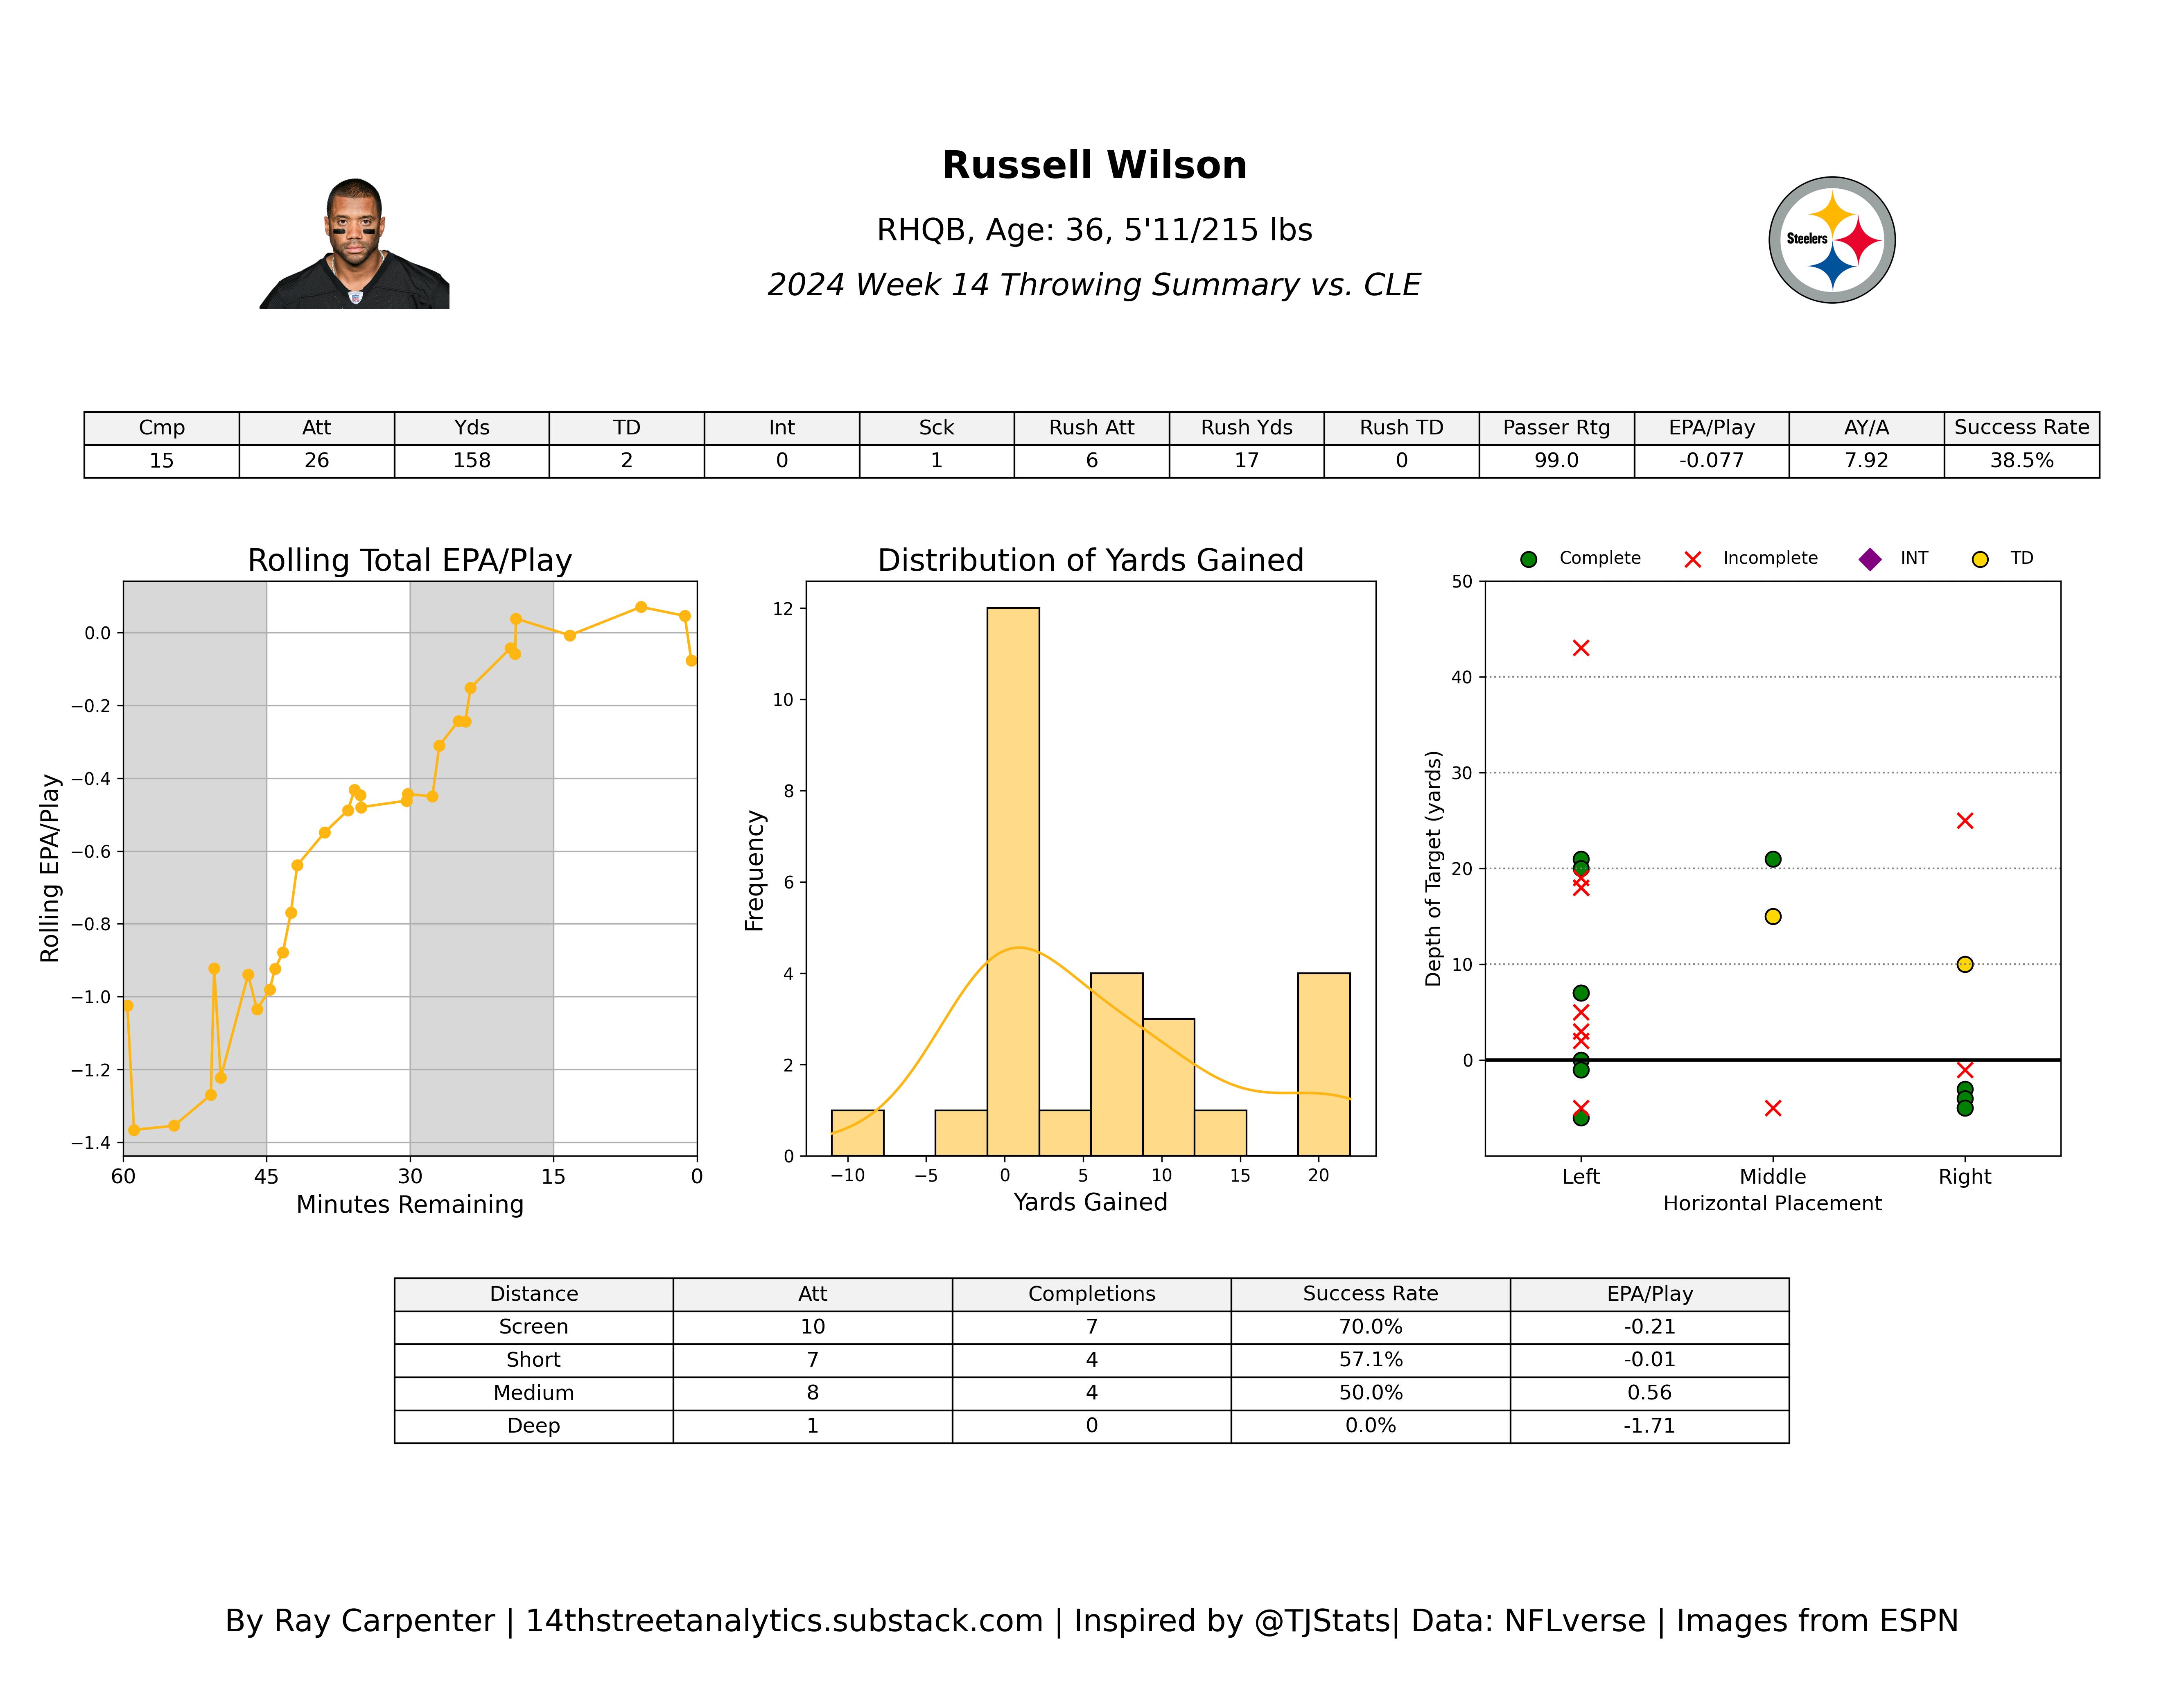 Russell Wilson
RHQB, Age: 36, 5'11/215 lbs
2024 Week 14 Throwing Summary vs. CLE
Steelers
Cmp Att Yds TD Int Sck Rush Att Rush Yds Rush TD Passer Rtg EPA/Play AY/A Success Rate
15 26 158 2 0 1 6 17 0 99.0 -0.077 7.92 38.5%
Rolling Total EPA/Play
0.0
−0.2
−0.4
−0.6
−0.8
−1.0
−1.2
−1.4
Rolling EPA/Play
60 45 30 15 0
Minutes Remaining
Distribution of Yards Gained
12
10
8
6
4
2
0
Frequency
−10 −5 0 5 10 15 20
Yards Gained
Complete Incomplete INT TD
50
40
30
20
10
0
Depth of Target (yards)
Left Middle Right
Horizontal Placement
Distance Att Completions Success Rate EPA/Play
Screen 10 7 70.0% -0.21
Short 7 4 57.1% -0.01
Medium 8 4 50.0% 0.56
Deep 1 0 0.0% -1.71
By Ray Carpenter | 14thstreetanalytics.substack.com | Inspired by @TJStats| Data: NFLverse | Images from ESPN